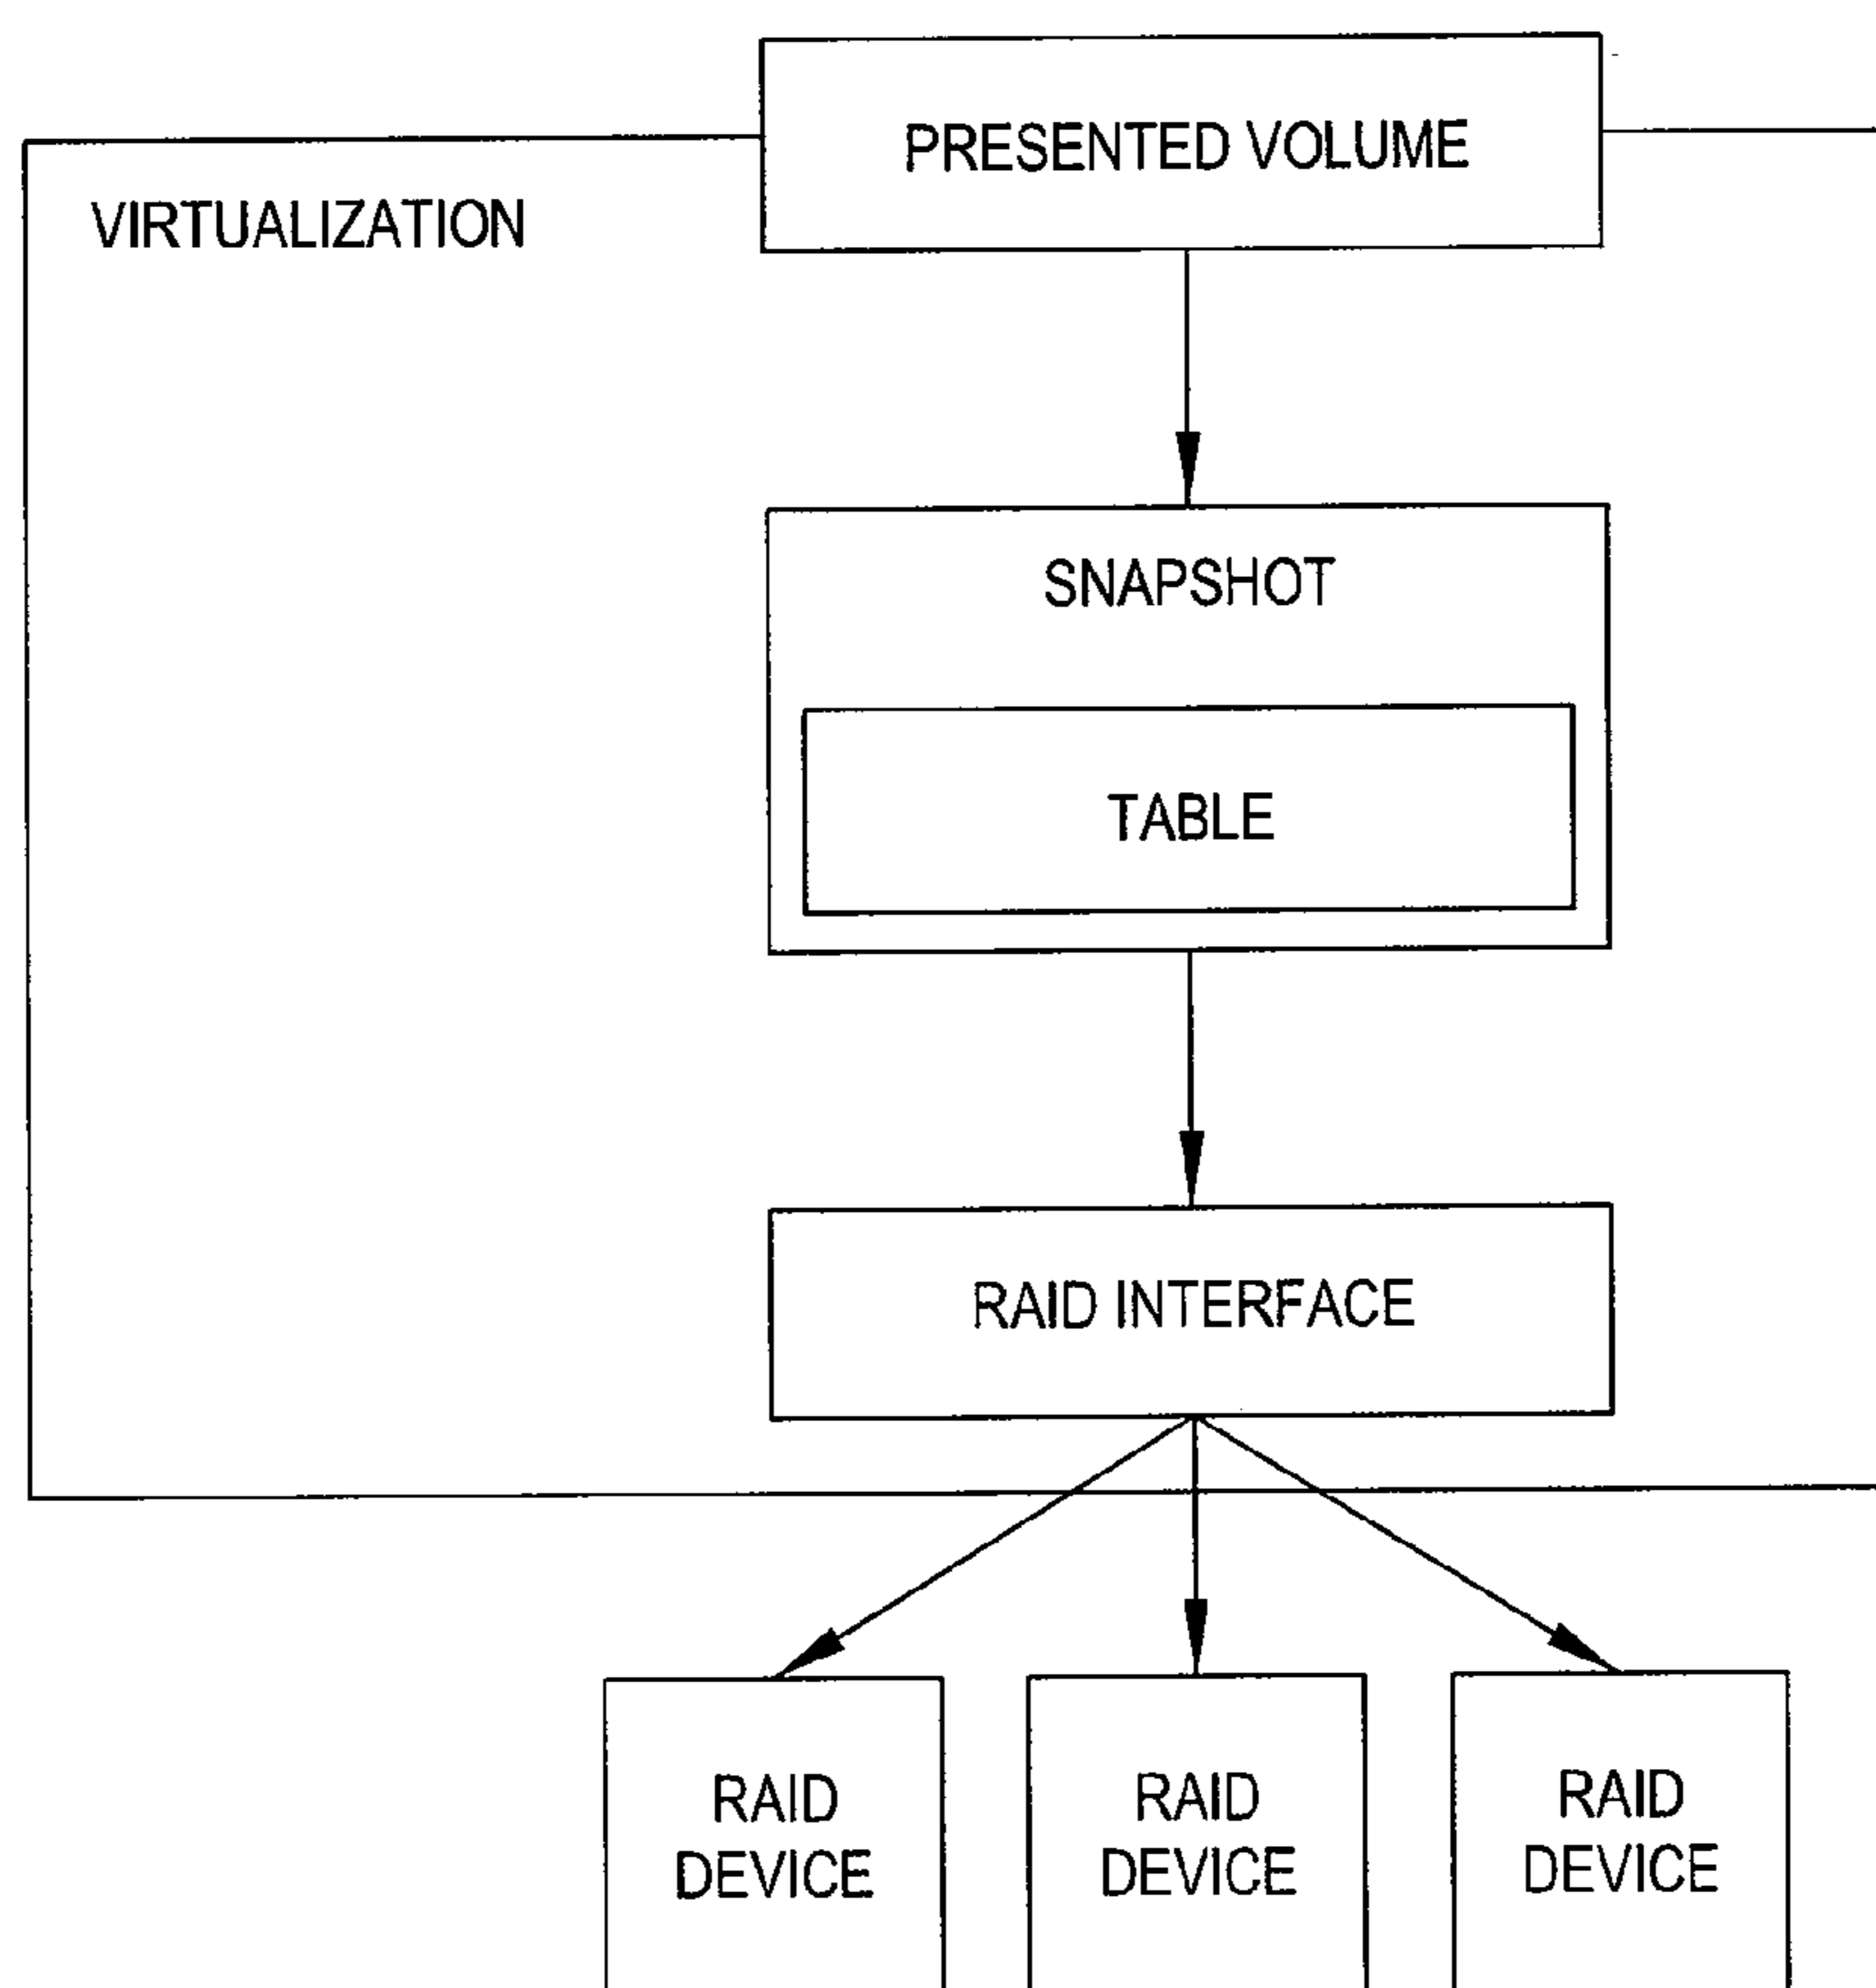 PRESENTED VOLUME
VIRTUALIZATION
SNAPSHOT
TABLE
RAID INTERFACE
RAID
DEVICE
RAID
DEVICE
RAID
DEVICE